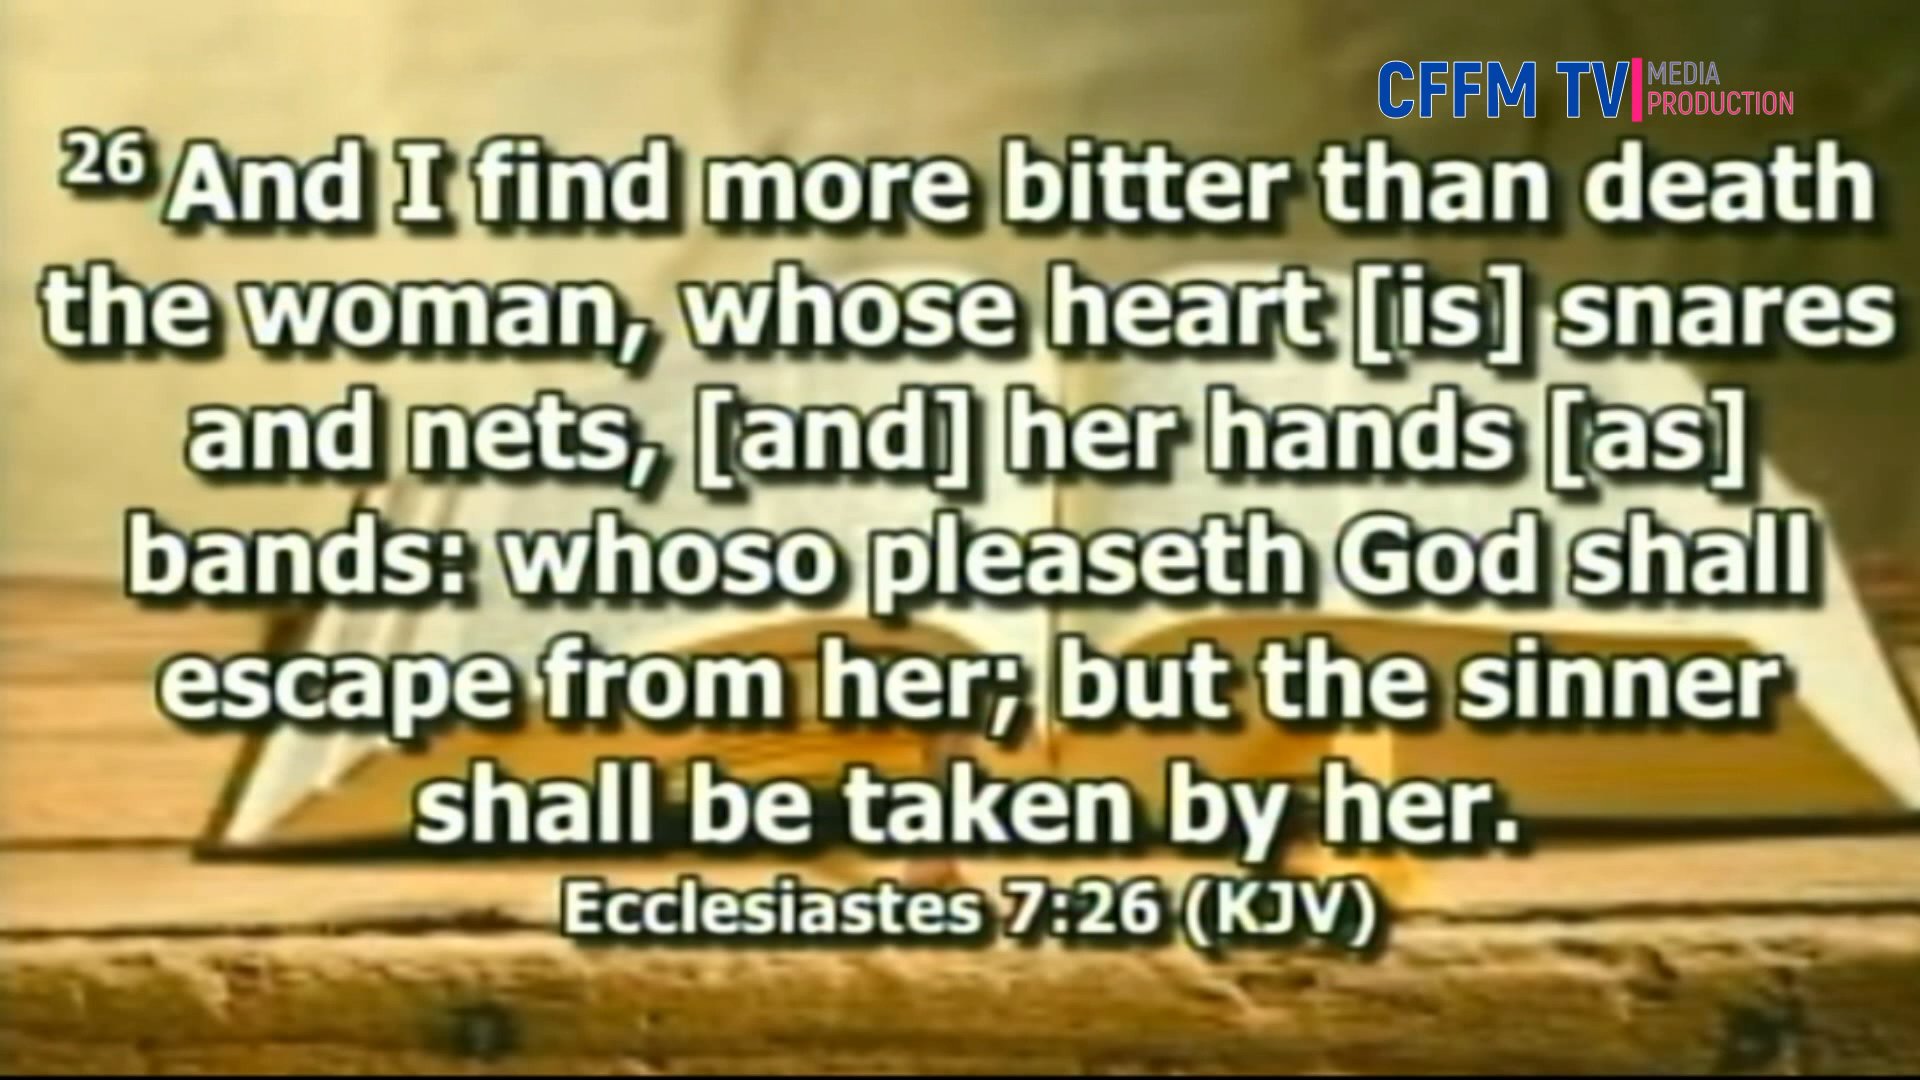 CFFM TV
MEDIA
PRODUCTION
26 And I find more bitter than death
the woman, whose heart [is] snares
and nets, [and] her hands [as]
bands: whoso pleaseth God shall
escape from her; but the sinner
shall be taken by her.
Ecclesiastes 7:26 (KJV)